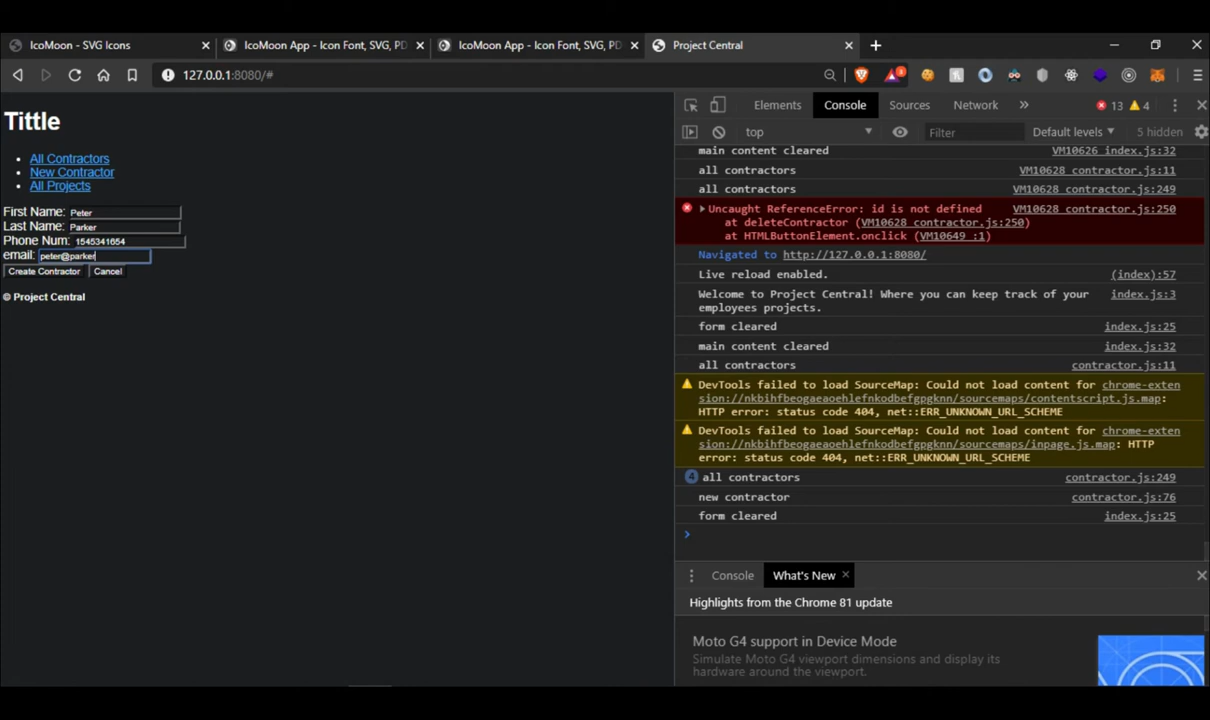 IcoMoon - SVG Icons
IcoMoon App - Icon Font, SVG, PD
IcoMoon App - Icon Font, SVG, PD
Project Central
127.0.0.1:8080/#
3
Tittle
All Contractors
New Contractor
All Projects
First Name: Peter
Last Name: Parker
Phone Num: 1545341654
email: peter@parker
Create Contractor Cancel
© Project Central
Elements Console Sources Network » 13 4
top Filter Default levels 5 hidden
main content cleared VM10626 index.js:32
all contractors VM10628 contractor.js:11
all contractors VM10628 contractor.js:249
Uncaught ReferenceError: id is not defined VM10628 contractor.js:250
at deleteContractor (VM10628 contractor.js:250)
at HTMLButtonElement.onclick (VM10649 :1)
Navigated to http://127.0.0.1:8080/
Live reload enabled. (index):57
Welcome to Project Central! Where you can keep track of your index.js:3
employees projects.
form cleared index.js:25
main content cleared index.js:32
all contractors contractor.js:11
DevTools failed to load SourceMap: Could not load content for chrome-exten
sion://nkbihfbeogaeaoehlefnkodbefgpgknn/sourcemaps/contentscript.js.map:
HTTP error: status code 404, net::ERR_UNKNOWN_URL_SCHEME
DevTools failed to load SourceMap: Could not load content for chrome-exten
sion://nkbihfbeogaeaoehlefnkodbefgpgknn/sourcemaps/inpage.js.map: HTTP
error: status code 404, net::ERR_UNKNOWN_URL_SCHEME
4 all contractors contractor.js:249
new contractor contractor.js:76
form cleared index.js:25
Console What's New
Highlights from the Chrome 81 update
Moto G4 support in Device Mode
Simulate Moto G4 viewport dimensions and display its
hardware around the viewport.